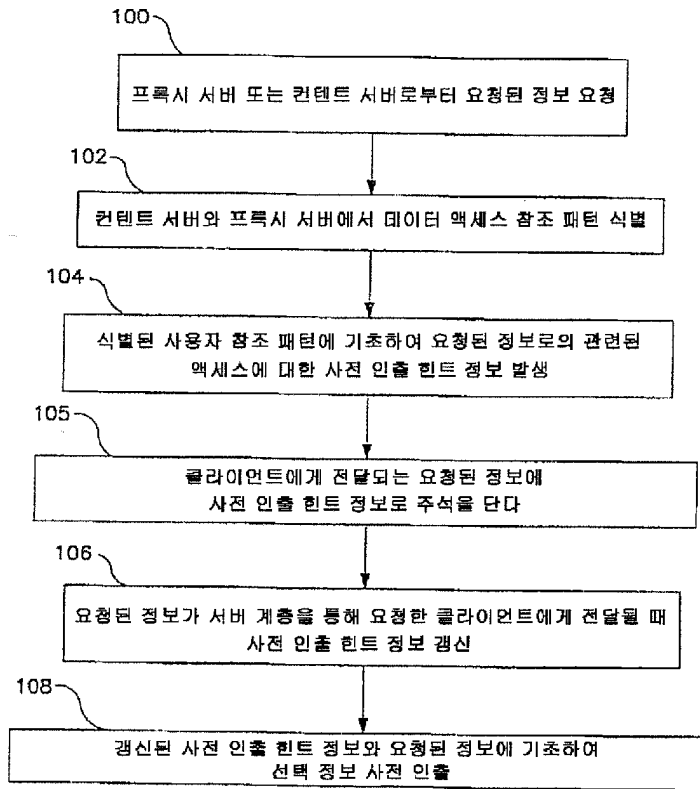 100
프록시 서버 또는 컨텐트 서버로부터 요청된 정보 요청
102
컨텐트 서버와 프록시 서버에서 데이터 액세스 참조 패턴 식별
104
식별된 사용자 참조 패턴에 기초하여 요청된 정보로의 관련된
액세스에 대한 사전 인출 힌트 정보 발생
105
클라이언트에게 전달되는 요청된 정보에
사전 인출 힌트 정보로 주석을 단다
106
요청된 정보가 서버 계층을 통해 요청한 클라이언트에게 전달될 때
사전 인출 힌트 정보 갱신
108
갱신된 사전 인출 힌트 정보와 요청된 정보에 기초하여
선택 정보 사전 인출